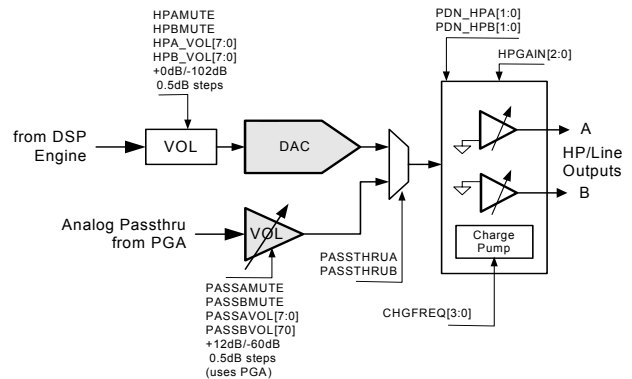 HPAMUTE
HPBMUTE
HPA_VOL[7:0]
HPB_VOL[7:0]
+0dB/-102dB
0.5dB steps
PDN_HPA[1:0]
PDN_HPB[1:0]
HPGAIN[2:0]
from DSP
Engine
VOL
DAC
A
HP/Line
Outputs
B
Analog Passthru
from PGA
VOL
PASSTHRUA
PASSTHRUB
Charge
Pump
PASSAMUTE
PASSBMUTE
PASSAVOL[7:0]
PASSBVOL[70]
+12dB/-60dB
0.5dB steps
(uses PGA)
CHGFREQ[3:0]